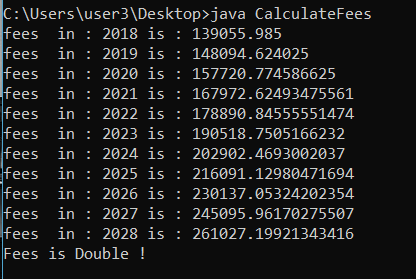 C:\Users\user3\Desktop>java CalculateFees
fees  in : 2018 is : 139055.985
fees  in : 2019 is : 148094.624025
fees  in : 2020 is : 157720.774586625
fees  in : 2021 is : 167972.62493475561
fees  in : 2022 is : 178890.84555551474
fees  in : 2023 is : 190518.7505166232
fees  in : 2024 is : 202902.4693002037
fees  in : 2025 is : 216091.12980471694
fees  in : 2026 is : 230137.05324202354
fees  in : 2027 is : 245095.96170275507
fees  in : 2028 is : 261027.19921343416
Fees is Double !